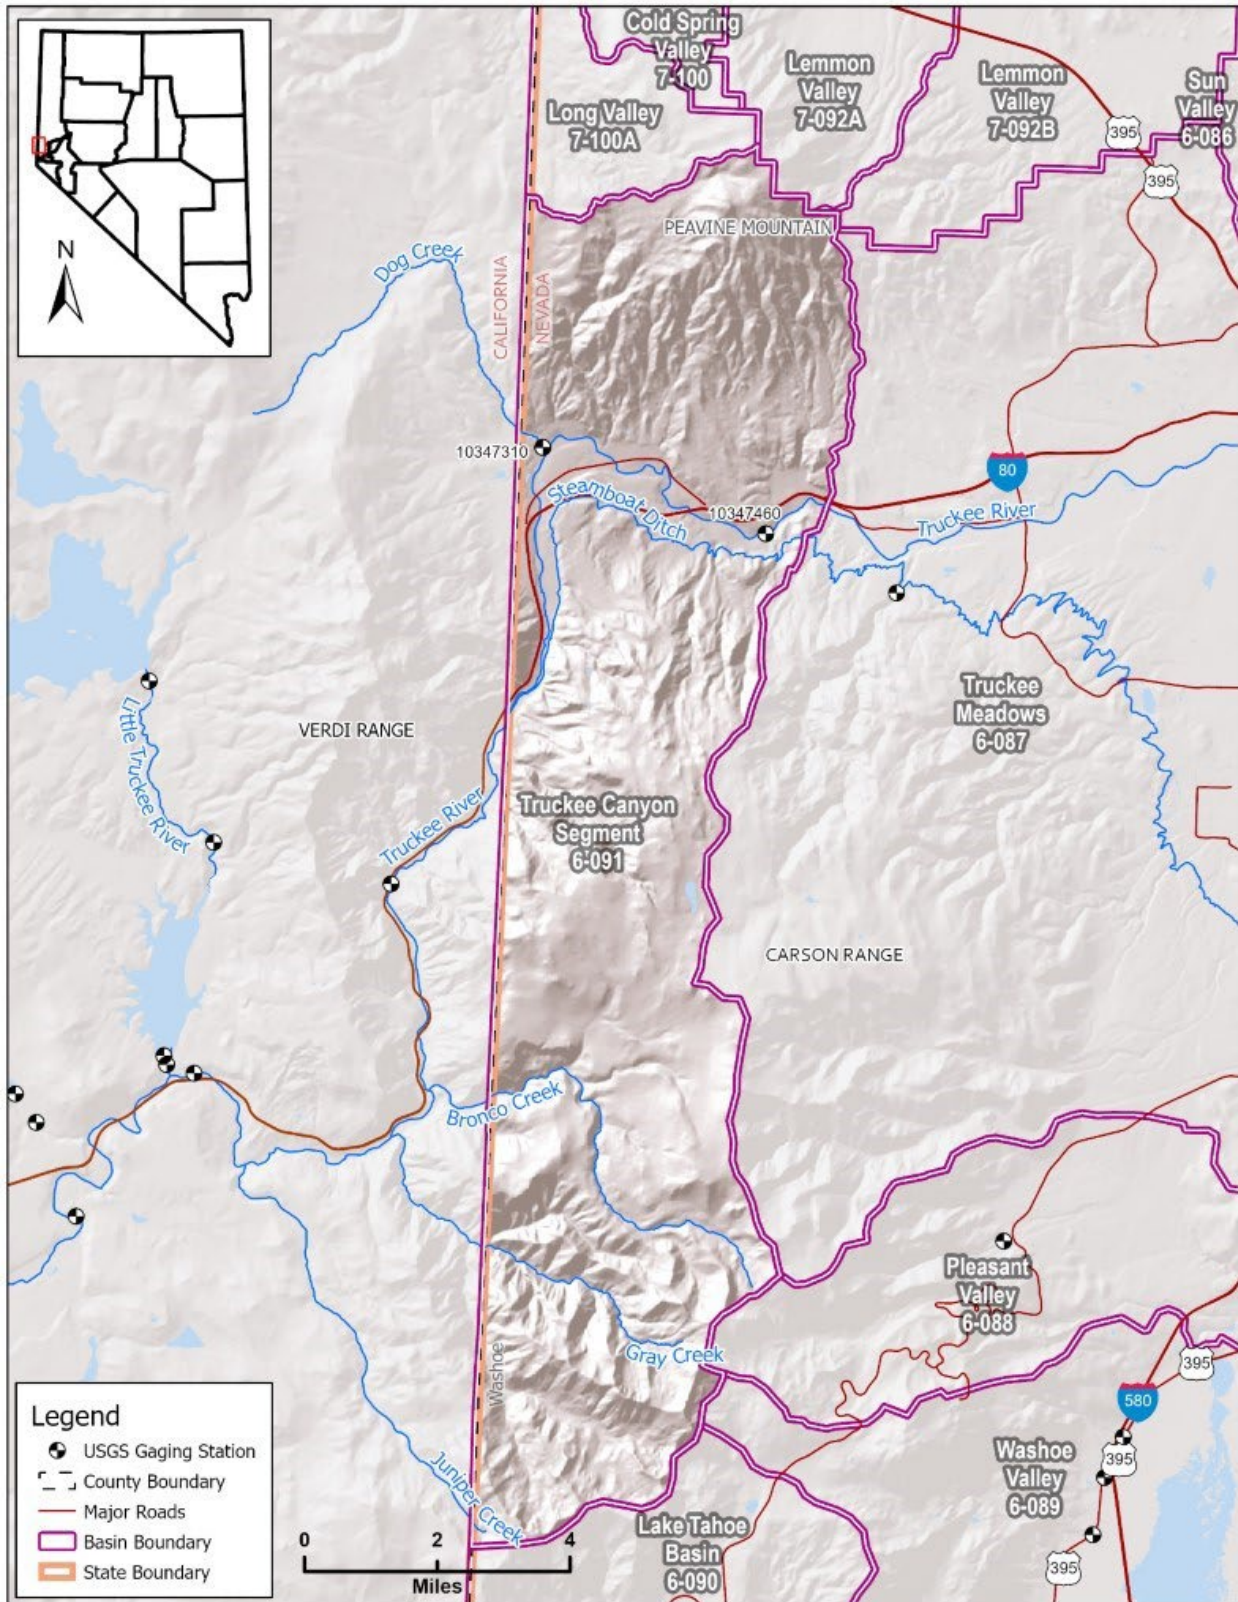 Cold Spring
Valley
7-100
Lemmon
Valley
7-092A
Lemmon
Valley
7-092B
Sun
Valley
6-086
Long Valley
7-100A
395
395
N
PEAVINE MOUNTAIN
Dog Creek
CALIFORNIA
NEVADA
10347310
80
Steamboat Ditch
10347460
Truckee River
Truckee
Meadows
6-087
Little Truckee River
VERDI RANGE
Truckee River
Truckee Canyon
Segment
6-091
CARSON RANGE
Bronco Creek
Pleasant
Valley
6-088
Gray Creek
Washoe
395
580
Legend
USGS Gaging Station
County Boundary
Major Roads
Basin Boundary
State Boundary
Juniper Creek
Washoe
Valley
6-089
395
395
0 2 4
Miles
Lake Tahoe
Basin
6-090